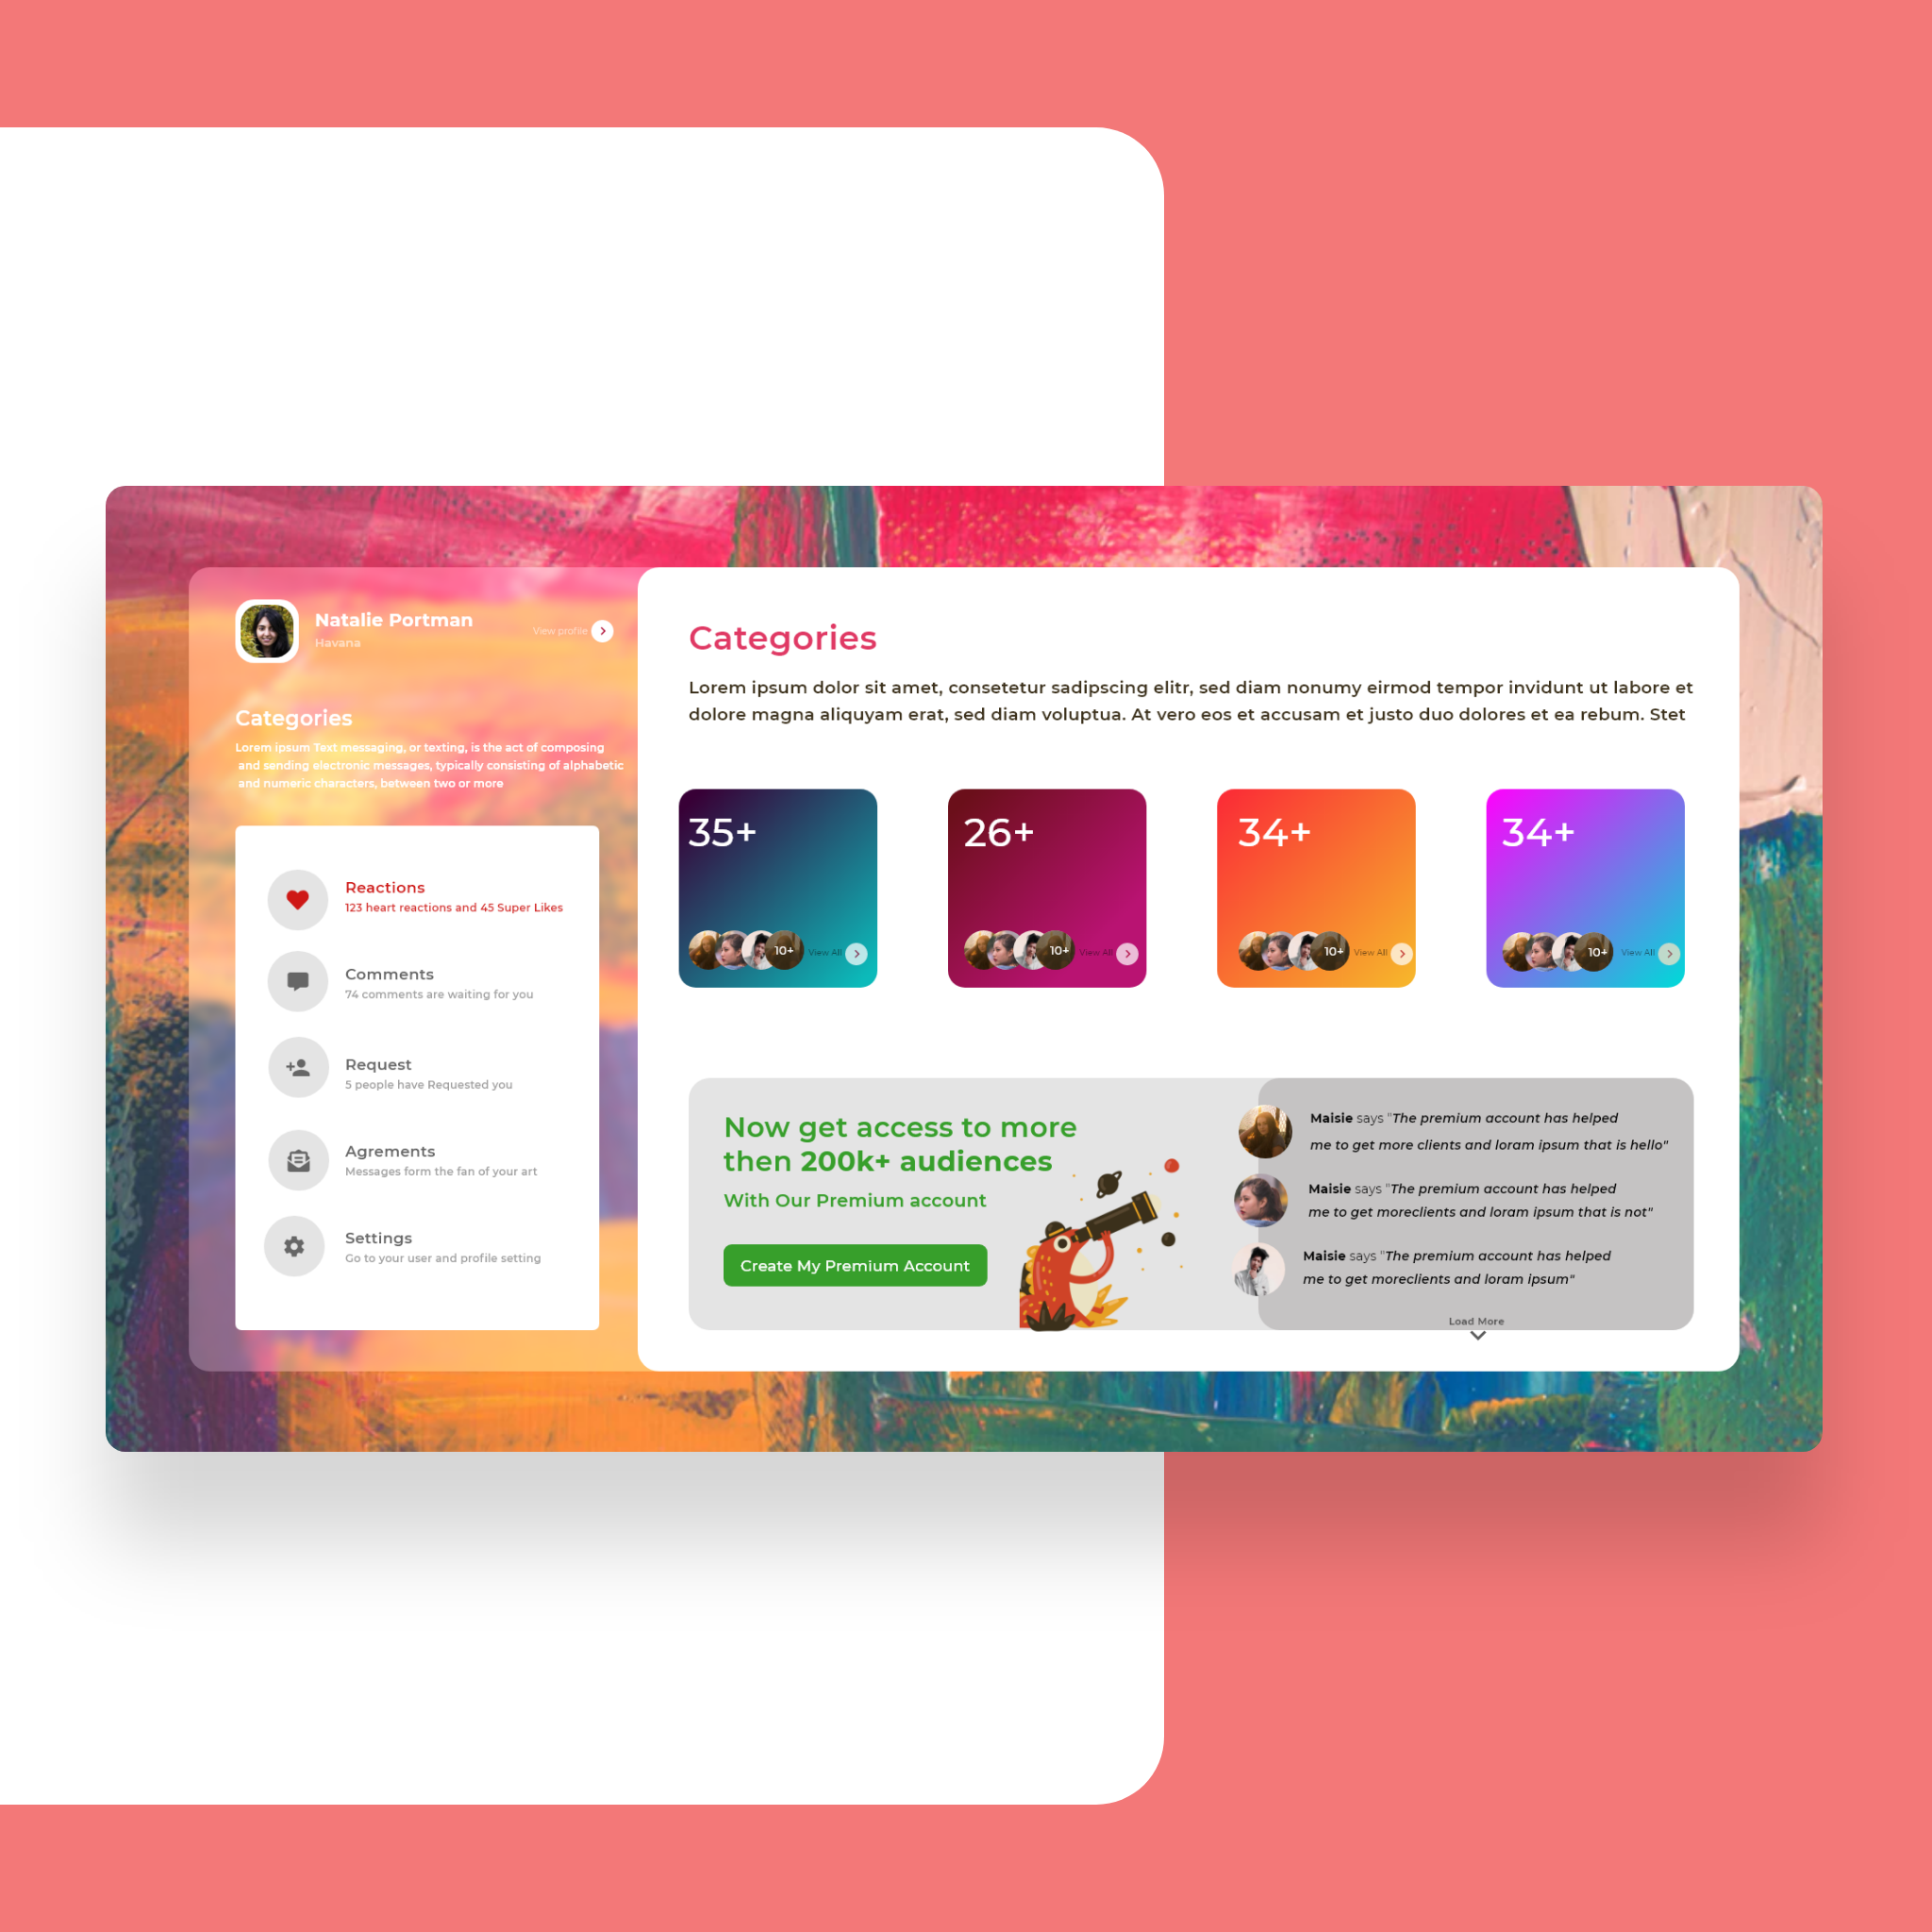 Natalie Portman
Havana
View profile
Categories
Lorem ipsum Text messaging, or texting, is the act of composing
and sending electronic messages, typically consisting of alphabetic
and numeric characters, between two or more
Reactions
123 heart reactions and 45 Super Likes
Comments
74 comments are waiting for you
Request
5 people have Requested you
Agrements
Messages form the fan of your art
Settings
Go to your user and profile setting
Categories
Lorem ipsum dolor sit amet, consetetur sadipscing elitr, sed diam nonumy eirmod tempor invidunt ut labore et
dolore magna aliquyam erat, sed diam voluptua. At vero eos et accusam et justo duo dolores et ea rebum. Stet
35+
10+ View All
26+
10+ View All
34+
10+ View All
34+
10+ View All
Now get access to more
then 200k+ audiences
With Our Premium account
Create My Premium Account
Maisie says "The premium account has helped
me to get more clients and loram ipsum that is hello"
Maisie says "The premium account has helped
me to get moreclients and loram ipsum that is not"
Maisie says "The premium account has helped
me to get moreclients and loram ipsum"
Load More